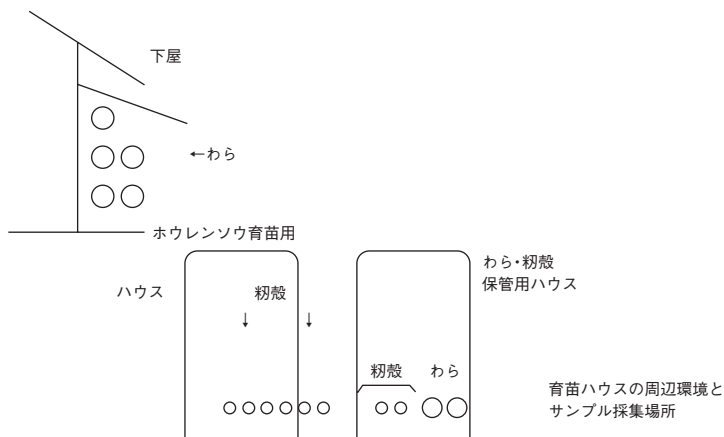 下屋
←わら
ホウレンソウ育苗用
ハウス
籾殻
↓ ↓
わら・籾殻
保管用ハウス
籾殻 わら
育苗ハウスの周辺環境と
サンプル採集場所